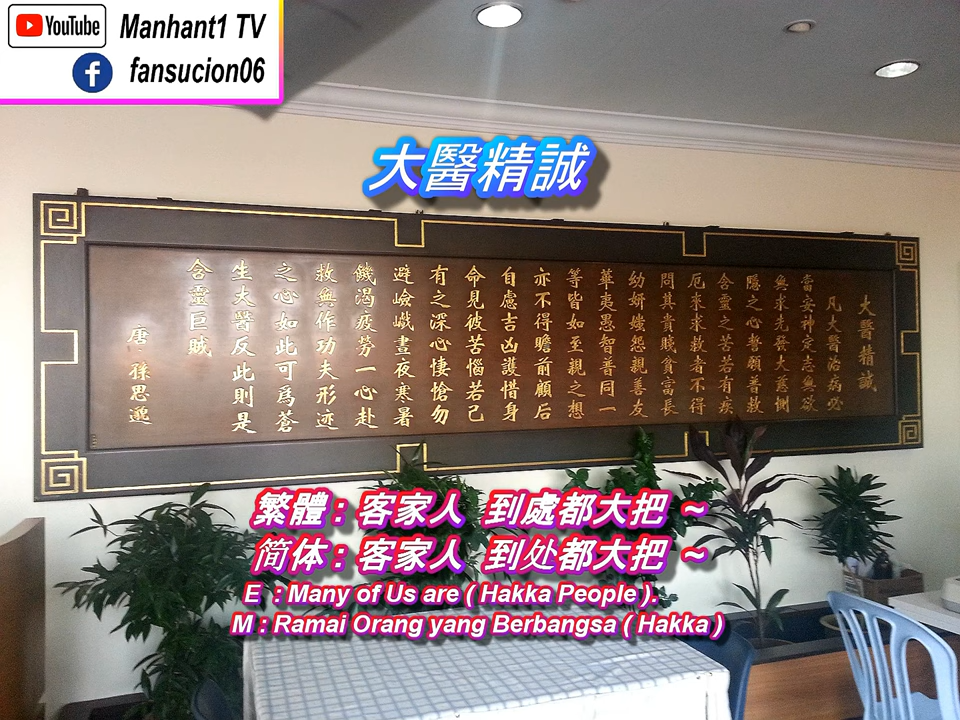 YouTube Manhant1 TV
fansucion06
大醫精誠
大醫精誠
凡大醫治病必
當安神定志無欲
無求先發大慈惻
隱之心誓願普救
含靈之苦若有疾
厄來求救者不得
問其貴賤貧富長
幼妍媸怨親善友
華夷愚智普同一
等皆如至親之想
亦不得瞻前顧后
自慮吉凶護惜身
命見彼苦惱若己
有之深心悽愴勿
避嶮巇晝夜寒暑
饑渴疲勞一心赴
救無作功夫形迹
之心如此可爲蒼
生太醫反此則是
含靈巨賊
唐 孫思邈
繁體 : 客家人 到處都大把 ~
简体 : 客家人 到处都大把 ~
E : Many of Us are ( Hakka People ).
M : Ramai Orang yang Berbangsa ( Hakka )